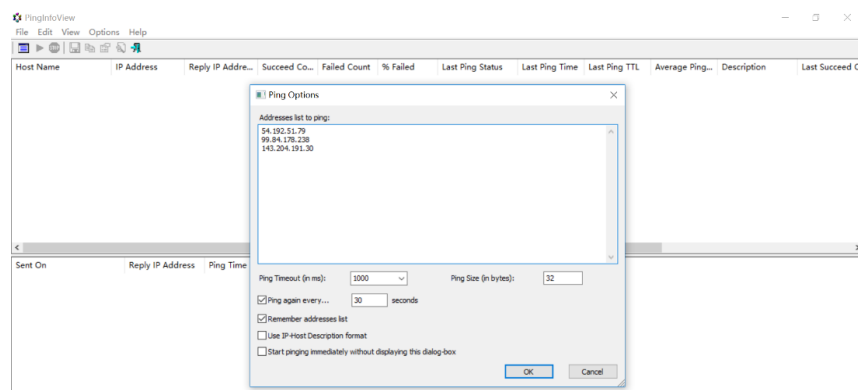 PingInfoView
File Edit View Options Help
Host Name IP Address Reply IP Addre... Succeed Co... Failed Count % Failed Last Ping Status Last Ping Time Last Ping TTL Average Ping... Description Last Succeed
Ping Options
Addresses list to ping:
54.192.51.79
99.84.178.238
143.204.191.30
Sent On Reply IP Address Ping Time
Ping Timeout (in ms): 1000 Ping Size (in bytes): 32
Ping again every... 30 seconds
Remember addresses list
Use IP-Host Description format
Start pinging immediately without displaying this dialog-box
OK Cancel